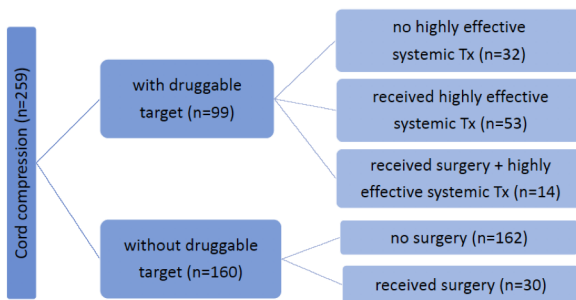 Cord compression (n=259)
with druggable
target (n=99)
no highly effective
systemic Tx (n=32)
received highly effective
systemic Tx (n=53)
received surgery + highly
effective systemic Tx (n=14)
without druggable
target (n=160)
no surgery (n=162)
received surgery (n=30)